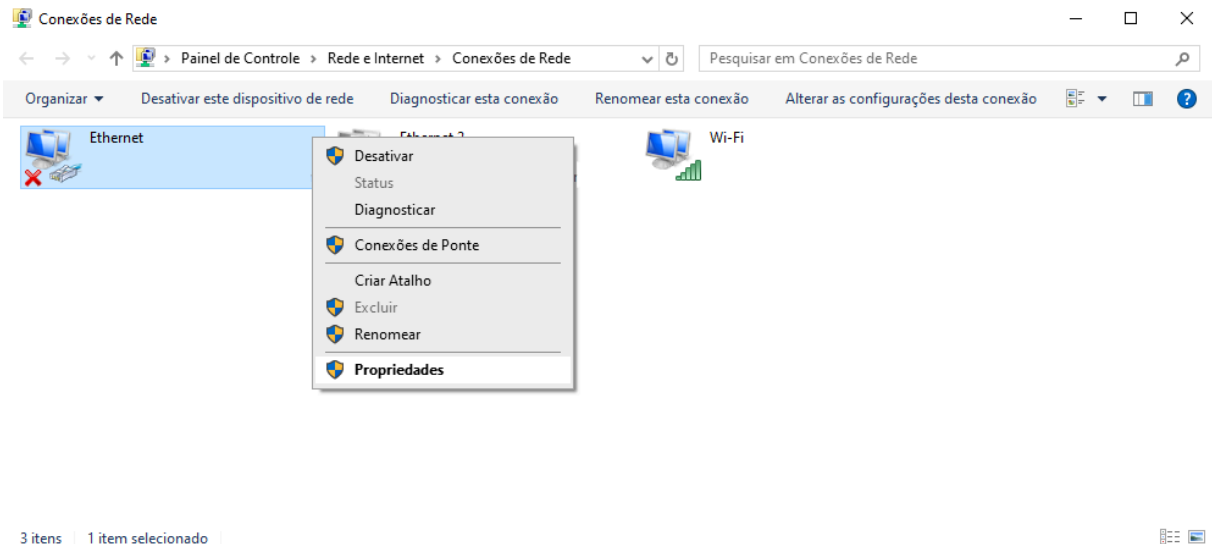 Conexões de Rede
Painel de Controle > Rede e Internet > Conexões de Rede
Pesquisar em Conexões de Rede
Organizar
Desativar este dispositivo de rede
Diagnosticar esta conexão
Renomear esta conexão
Alterar as configurações desta conexão
Ethernet
Ethernet 2
Wi-Fi
Desativar
Status
Diagnosticar
Conexões de Ponte
Criar Atalho
Excluir
Renomear
Propriedades
3 itens
1 item selecionado